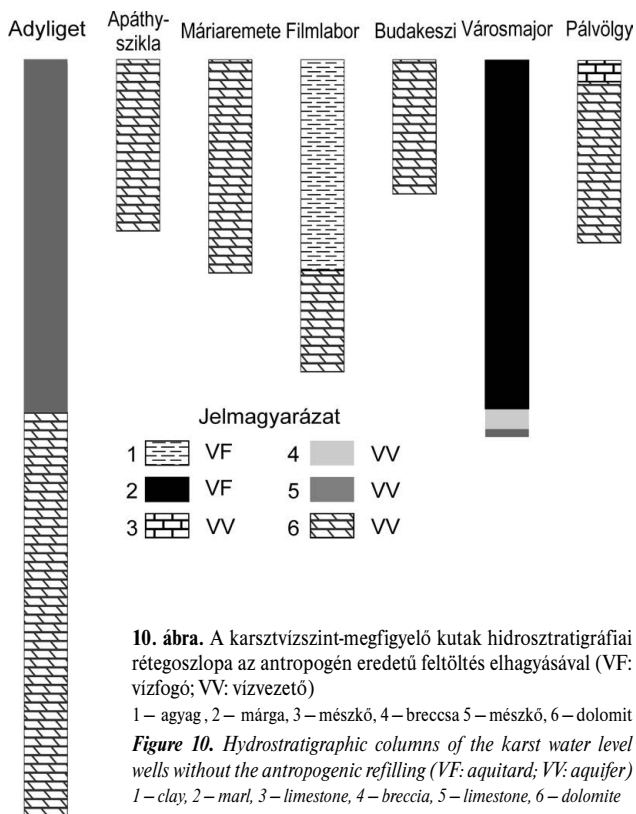 Adyliget
Apáthy-
szikla
Máriaremete
Filmlabor
Budakeszi
Városmajor
Pálvölgy
Jelmagyarázat
1 VF 4 VV
2 VF 5 VV
3 VV 6 VV
10. ábra. A karsztvízszint-megfigyelő kutak hidrosztratigráfiai
rétegoszlopa az antropogén eredetű feltöltés elhagyásával (VF:
vízfogó; VV: vízvezető)
1 – agyag , 2 – márga, 3 – mészkő, 4 – breccsa 5 – mészkő, 6 – dolomit
Figure 10. Hydrostratigraphic columns of the karst water level
wells without the antropogenic refilling (VF: aquitard; VV: aquifer)
1 – clay, 2 – marl, 3 – limestone, 4 – breccia, 5 – limestone, 6 – dolomite